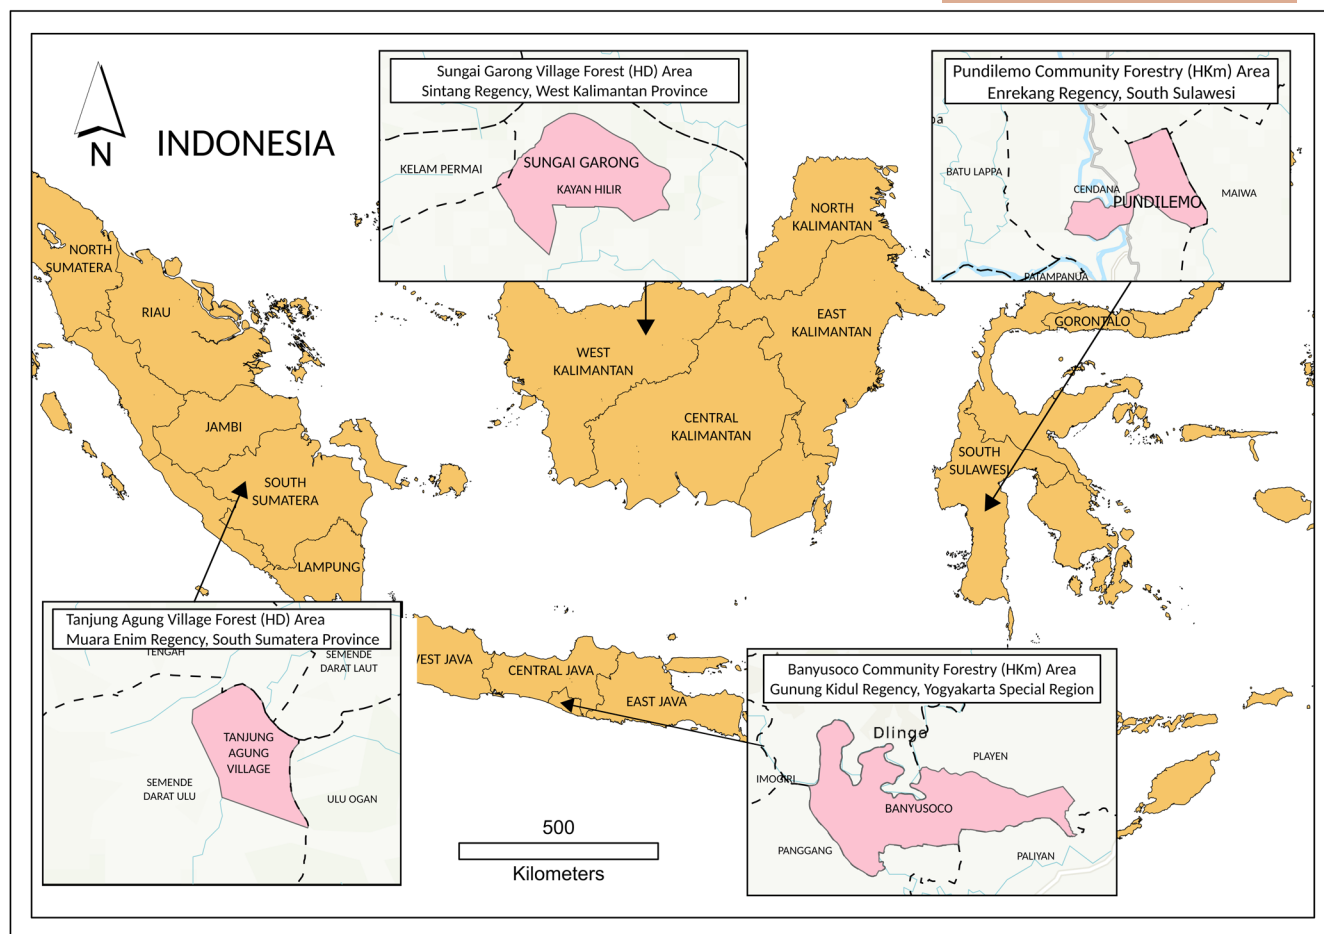 Sungai Garong Village Forest (HD) Area
Sintang Regency, West Kalimantan Province
KELAM PERMAI
SUNGAI GARONG
KAYAN HILIR
Pundilemo Community Forestry (HKm) Area
Enrekang Regency, South Sulawesi
BATU LAPPA
CENDANA
PUNDILEMO
MAIWA
PATAMPANUA
N
INDONESIA
NORTH
SUMATERA
RIAU
JAMBI
SOUTH
SUMATERA
LAMPUNG
NORTH
KALIMANTAN
EAST
KALIMANTAN
WEST
KALIMANTAN
CENTRAL
KALIMANTAN
GORONTALO
SOUTH
SULAWESI
Tanjung Agung Village Forest (HD) Area
Muara Enim Regency, South Sumatera Province
TENGAH
SEMENDE
DARAT LAUT
TANJUNG
AGUNG
VILLAGE
SEMENDE
DARAT ULU
ULU OGAN
WEST JAVA
CENTRAL JAVA
EAST JAVA
Banyusoco Community Forestry (HKm) Area
Gunung Kidul Regency, Yogyakarta Special Region
Dlingo
PLAYEN
IMOGIRI
BANYUSOCO
PANGGANG
PALIYAN
500
Kilometers